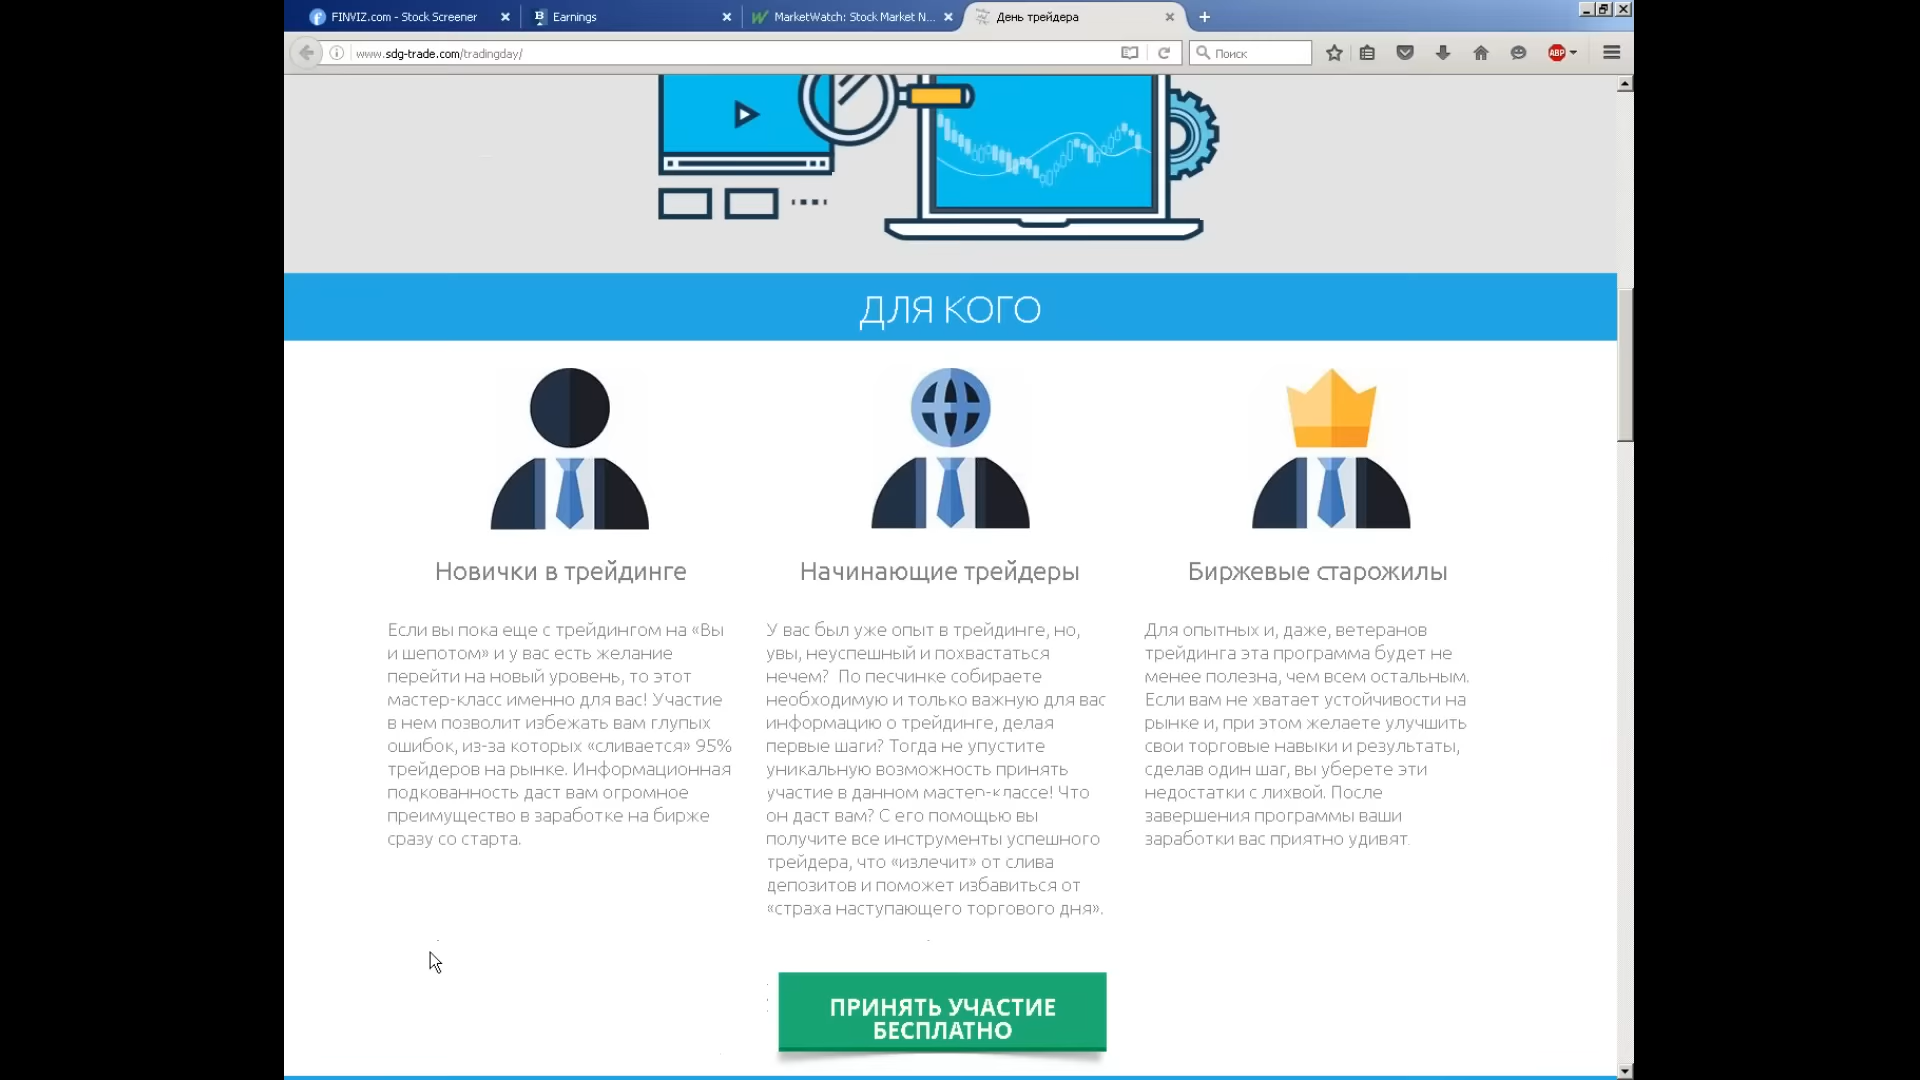 FINVIZ.com - Stock Screener
Earnings
MarketWatch: Stock Market N...
День трейдера
www.sdg-trade.com/tradingday/
Поиск
ABP
ДЛЯ КОГО
Новички в трейдинге
Если вы пока еще с трейдингом на «Вы
и шепотом» и у вас есть желание
перейти на новый уровень, то этот
мастер-класс именно для вас! Участие
в нем позволит избежать вам глупых
ошибок, из-за которых «сливается» 95%
трейдеров на рынке. Информационная
подкованность даст вам огромное
преимущество в заработке на бирже
сразу со старта.
Начинающие трейдеры
У вас был уже опыт в трейдинге, но,
увы, неуспешный и похвастаться
нечем? По песчинке собираете
необходимую и только важную для вас
информацию о трейдинге, делая
первые шаги? Тогда не упустите
уникальную возможность принять
участие в данном мастер-классе! Что
он даст вам? С его помощью вы
получите все инструменты успешного
трейдера, что «излечит» от слива
депозитов и поможет избавиться от
«страха наступающего торгового дня».
Биржевые старожилы
Для опытных и, даже, ветеранов
трейдинга эта программа будет не
менее полезна, чем всем остальным.
Если вам не хватает устойчивости на
рынке и, при этом желаете улучшить
свои торговые навыки и результаты,
сделав один шаг, вы уберете эти
недостатки с лихвой. После
завершения программы ваши
заработки вас приятно удивят.
ПРИНЯТЬ УЧАСТИЕ
БЕСПЛАТНО